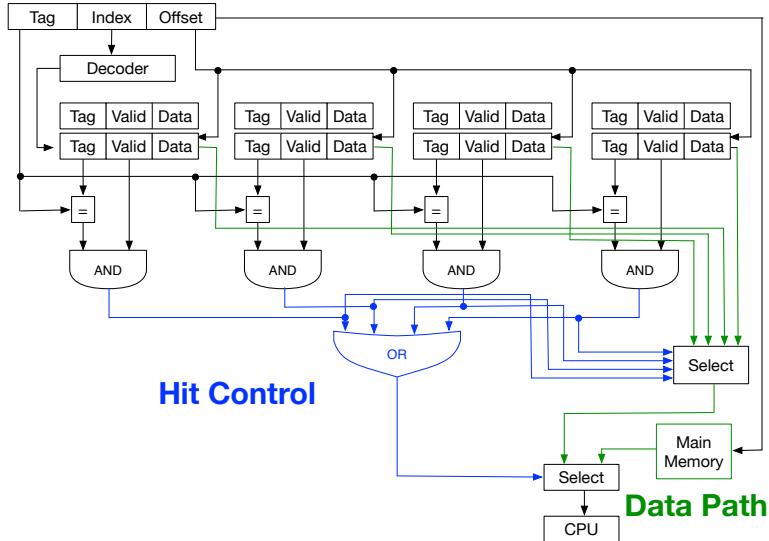 Tag Index Offset
Decoder
Tag Valid Data Tag Valid Data Tag Valid Data Tag Valid Data
Tag Valid Data Tag Valid Data Tag Valid Data Tag Valid Data
= = = =
AND AND AND AND
OR
Hit Control
Select
Main
Memory
Select
Data Path
CPU